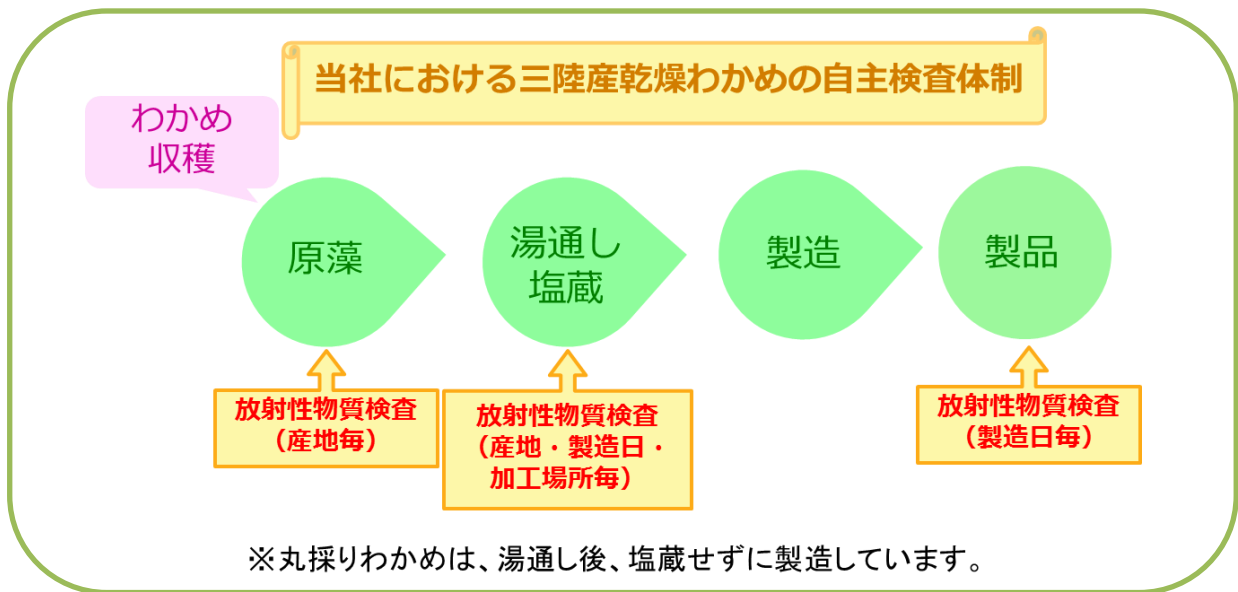 当社における三陸産乾燥わかめの自主検査体制
わかめ
収穫
原藻
湯通し
塩蔵
製造
製品
放射性物質検査
（産地毎）
放射性物質検査
（産地・製造日・
加工場所毎）
放射性物質検査
（製造日毎）
※丸採りわかめは、湯通し後、塩蔵せずに製造しています。